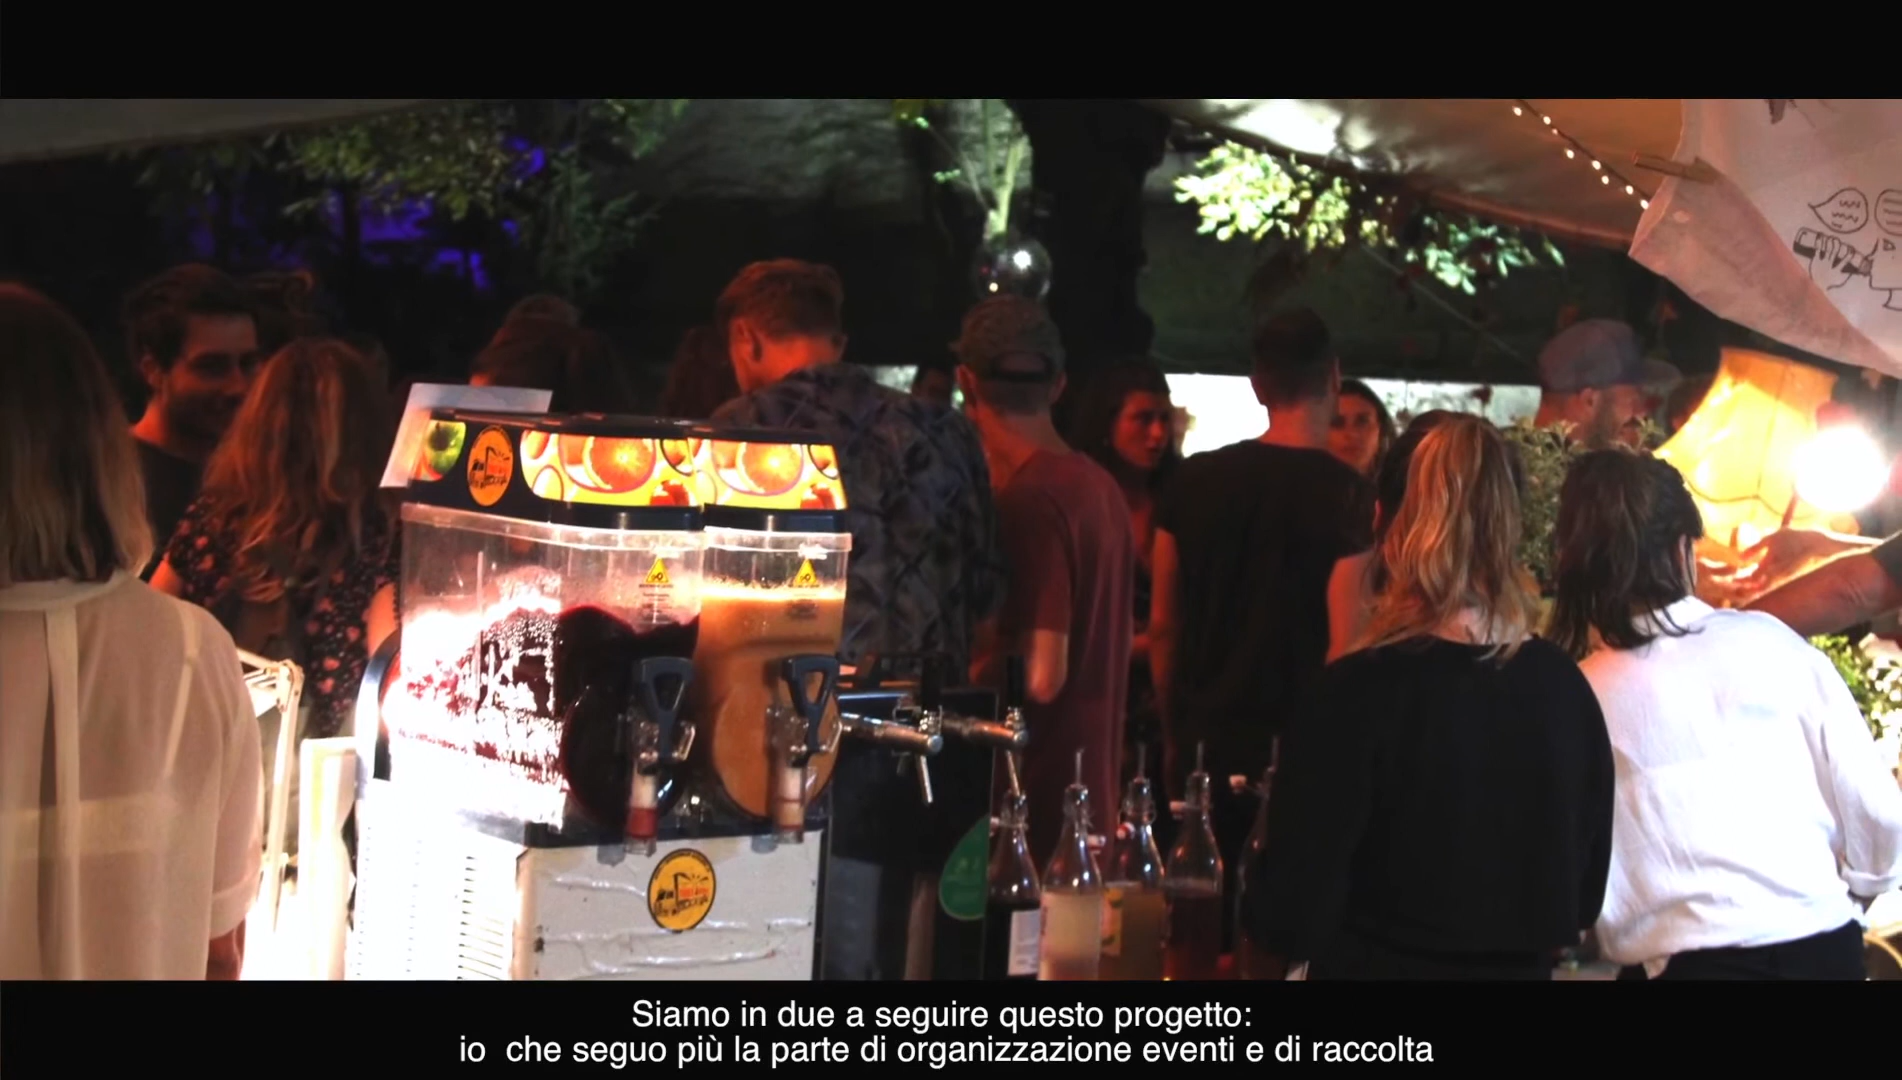 Siamo in due a seguire questo progetto:
io  che seguo più la parte di organizzazione eventi e di raccolta